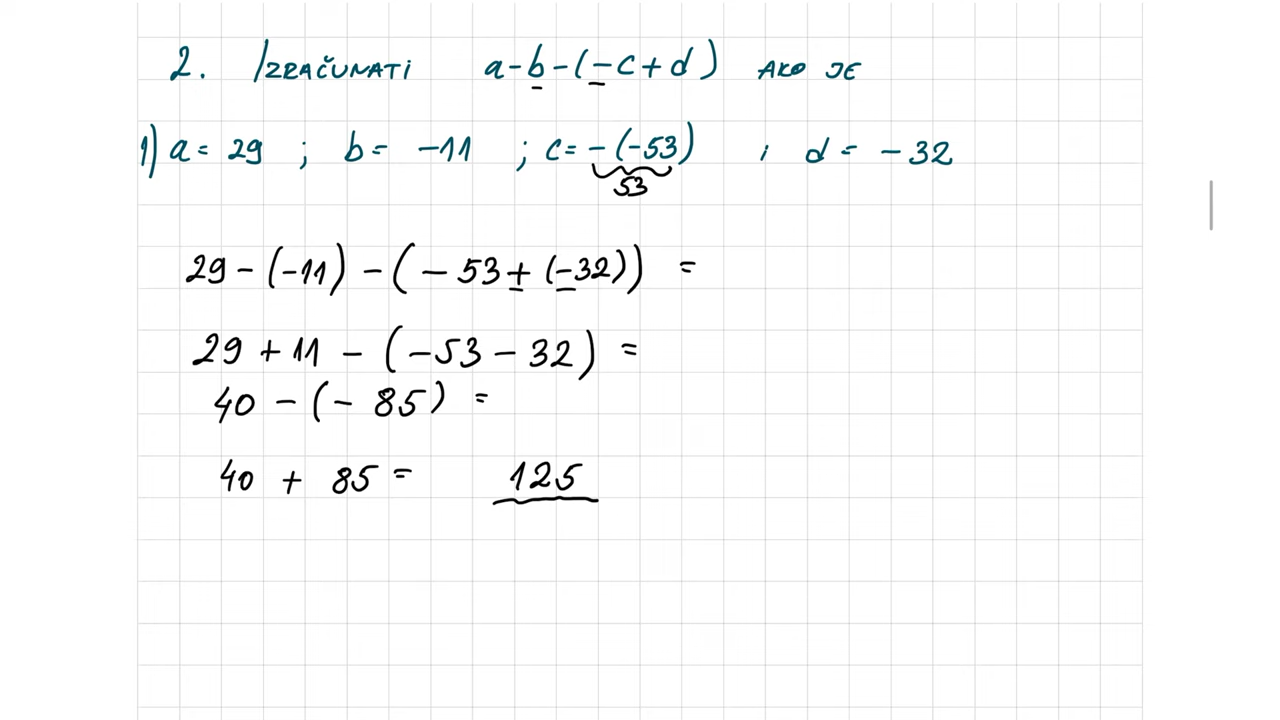 2. IZRAČUNATI a-b-(-c+d) AKO JE
1) a= 29 ; b= -11 ; c= -(-53) i d = -32
53
29 - (-11) - (-53 + (-32)) =
29 + 11 - (-53 - 32) =
40 - (- 85) =
40 + 85 = 125